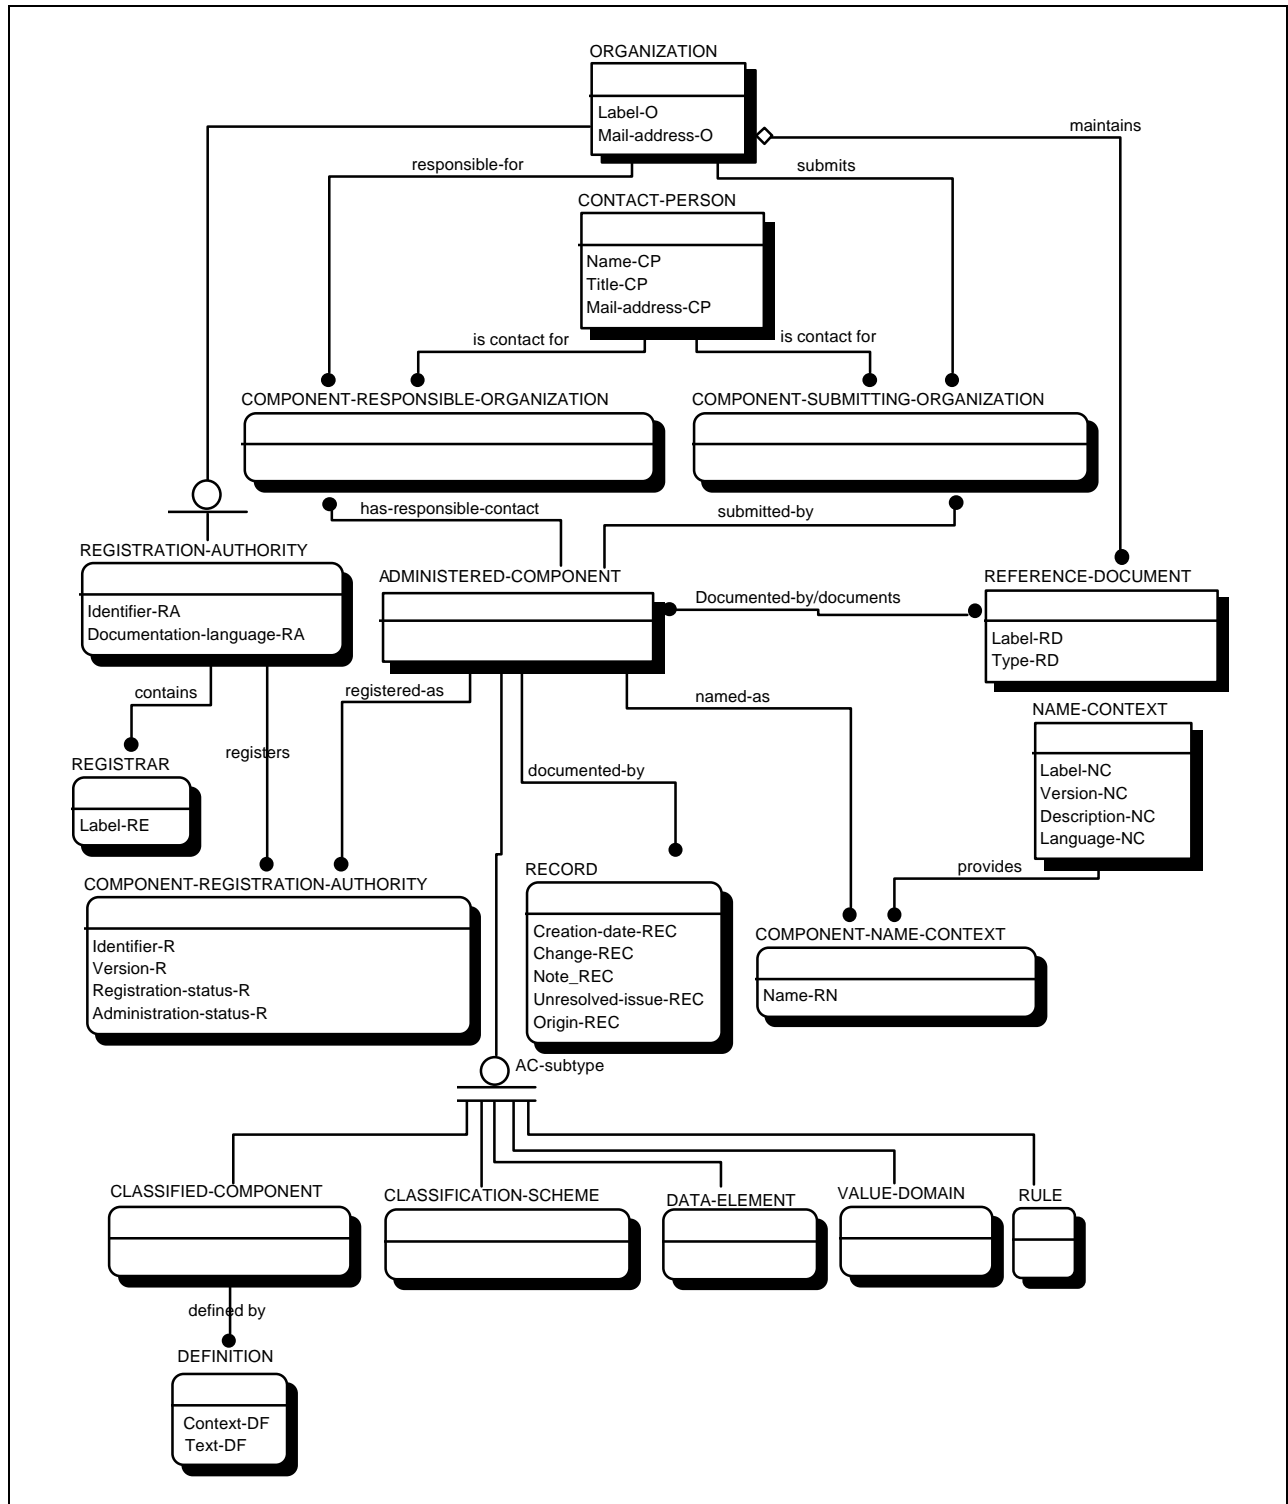 ORGANIZATION
Label-O
Mail-address-O
maintains
responsible-for
submits
CONTACT-PERSON
Name-CP
Title-CP
Mail-address-CP
is contact for
is contact for
COMPONENT-RESPONSIBLE-ORGANIZATION
COMPONENT-SUBMITTING-ORGANIZATION
has-responsible-contact
submitted-by
REGISTRATION-AUTHORITY
Identifier-RA
Documentation-language-RA
ADMINISTERED-COMPONENT
Documented-by/documents
REFERENCE-DOCUMENT
Label-RD
Type-RD
contains
registers
registered-as
named-as
documented-by
NAME-CONTEXT
Label-NC
Version-NC
Description-NC
Language-NC
provides
REGISTRAR
Label-RE
COMPONENT-REGISTRATION-AUTHORITY
Identifier-R
Version-R
Registration-status-R
Administration-status-R
RECORD
Creation-date-REC
Change-REC
Note_REC
Unresolved-issue-REC
Origin-REC
COMPONENT-NAME-CONTEXT
Name-RN
AC-subtype
CLASSIFIED-COMPONENT
CLASSIFICATION-SCHEME
DATA-ELEMENT
VALUE-DOMAIN
RULE
defined by
DEFINITION
Context-DF
Text-DF